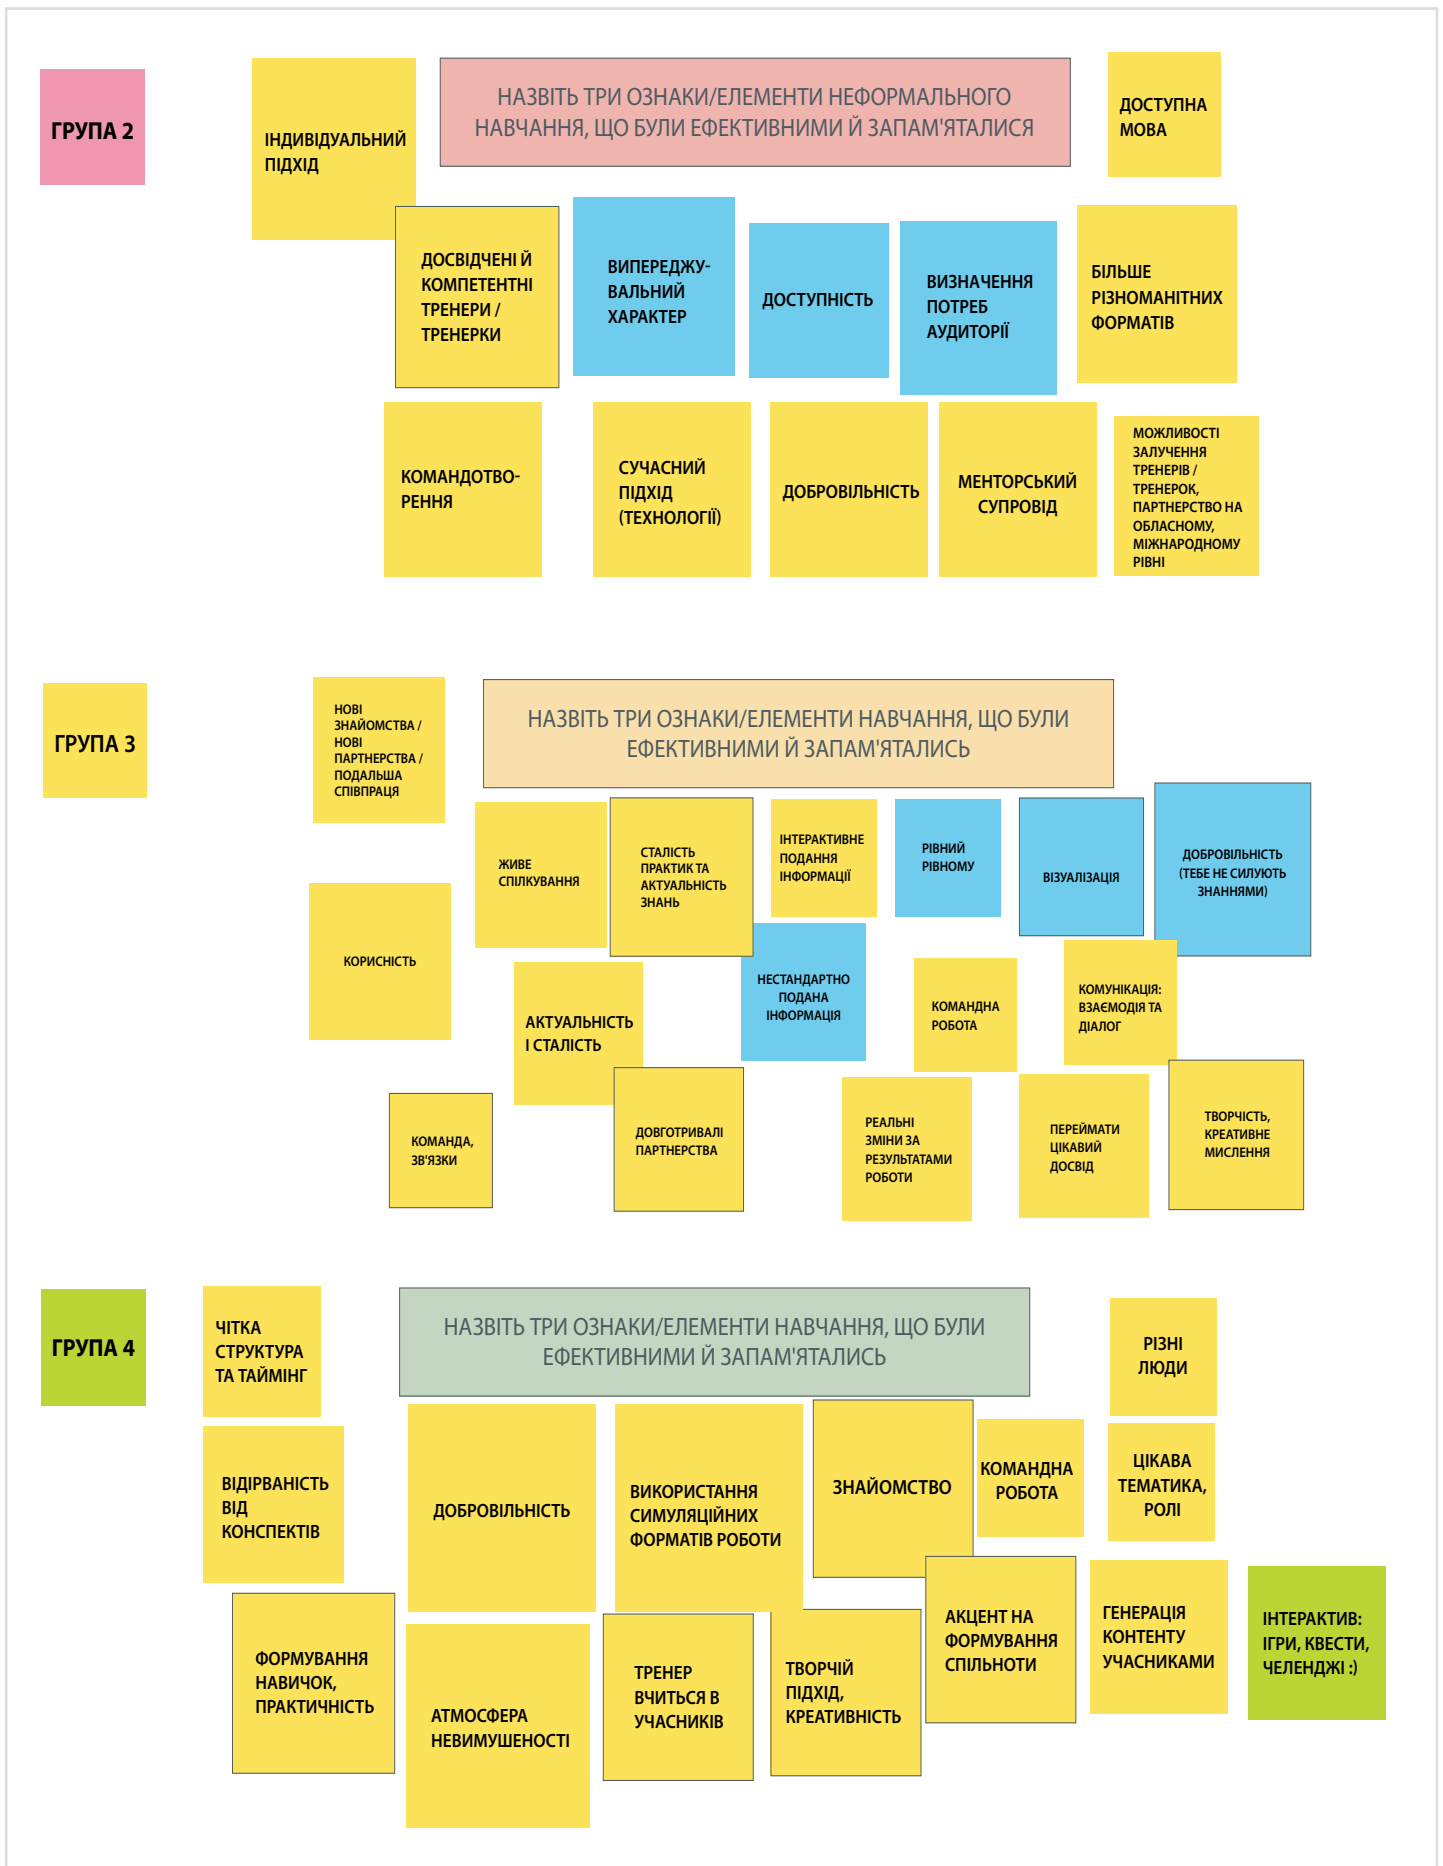 ГРУПА 2
ІНДИВІДУАЛЬНИЙ
ПІДХІД
НАЗВІТЬ ТРИ ОЗНАКИ/ЕЛЕМЕНТИ НЕФОРМАЛЬНОГО
НАВЧАННЯ, ЩО БУЛИ ЕФЕКТИВНИМИ Й ЗАПАМ'ЯТАЛИСЯ
ДОСТУПНА
МОВА
ДОСВІДЧЕНІ Й
КОМПЕТЕНТНІ
ТРЕНЕРИ /
ТРЕНЕРКИ
ВИПЕРЕДЖУ-
ВАЛЬНИЙ
ХАРАКТЕР
ДОСТУПНІСТЬ
ВИЗНАЧЕННЯ
ПОТРЕБ
АУДИТОРІЇ
БІЛЬШЕ
РІЗНОМАНІТНИХ
ФОРМАТІВ
КОМАНДОТВО-
РЕННЯ
СУЧАСНИЙ
ПІДХІД
(ТЕХНОЛОГІЇ)
ДОБРОВІЛЬНІСТЬ
МЕНТОРСЬКИЙ
СУПРОВІД
МОЖЛИВОСТІ
ЗАЛУЧЕННЯ
ТРЕНЕРІВ /
ТРЕНЕРОК,
ПАРТНЕРСТВО НА
ОБЛАСНОМУ,
МІЖНАРОДНОМУ
РІВНІ
ГРУПА 3
НОВІ
ЗНАЙОМСТВА /
НОВІ
ПАРТНЕРСТВА /
ПОДАЛЬША
СПІВПРАЦЯ
НАЗВІТЬ ТРИ ОЗНАКИ/ЕЛЕМЕНТИ НАВЧАННЯ, ЩО БУЛИ
ЕФЕКТИВНИМИ Й ЗАПАМ'ЯТАЛИСЬ
ЖИВЕ
СПІЛКУВАННЯ
СТАЛІСТЬ
ПРАКТИК ТА
АКТУАЛЬНІСТЬ
ЗНАНЬ
ІНТЕРАКТИВНЕ
ПОДАННЯ
ІНФОРМАЦІЇ
РІВНИЙ
РІВНОМУ
ВІЗУАЛІЗАЦІЯ
ДОБРОВІЛЬНІСТЬ
(ТЕБЕ НЕ СИЛУЮТЬ
ЗНАННЯМИ)
КОРИСНІСТЬ
АКТУАЛЬНІСТЬ
І СТАЛІСТЬ
НЕСТАНДАРТНО
ПОДАНА
ІНФОРМАЦІЯ
КОМАНДНА
РОБОТА
КОМУНІКАЦІЯ:
ВЗАЄМОДІЯ ТА
ДІАЛОГ
КОМАНДА,
ЗВ'ЯЗКИ
ДОВГОТРИВАЛІ
ПАРТНЕРСТВА
РЕАЛЬНІ
ЗМІНИ ЗА
РЕЗУЛЬТАТАМИ
РОБОТИ
ПЕРЕЙМАТИ
ЦІКАВИЙ
ДОСВІД
ТВОРЧІСТЬ,
КРЕАТИВНЕ
МИСЛЕННЯ
ГРУПА 4
ЧІТКА
СТРУКТУРА
ТА ТАЙМІНГ
НАЗВІТЬ ТРИ ОЗНАКИ/ЕЛЕМЕНТИ НАВЧАННЯ, ЩО БУЛИ
ЕФЕКТИВНИМИ Й ЗАПАМ'ЯТАЛИСЬ
РІЗНІ
ЛЮДИ
ВІДІРВАНІСТЬ
ВІД
КОНСПЕКТІВ
ДОБРОВІЛЬНІСТЬ
ВИКОРИСТАННЯ
СИМУЛЯЦІЙНИХ
ФОРМАТІВ РОБОТИ
ЗНАЙОМСТВО
КОМАНДНА
РОБОТА
ЦІКАВА
ТЕМАТИКА,
РОЛІ
ФОРМУВАННЯ
НАВИЧОК,
ПРАКТИЧНІСТЬ
АТМОСФЕРА
НЕВИМУШЕНОСТІ
ТРЕНЕР
ВЧИТЬСЯ В
УЧАСНИКІВ
ТВОРЧІЙ
ПІДХІД,
КРЕАТИВНІСТЬ
АКЦЕНТ НА
ФОРМУВАННЯ
СПІЛЬНОТИ
ГЕНЕРАЦІЯ
КОНТЕНТУ
УЧАСНИКАМИ
ІНТЕРАКТИВ:
ІГРИ, КВЕСТИ,
ЧЕЛЕНДЖІ :)